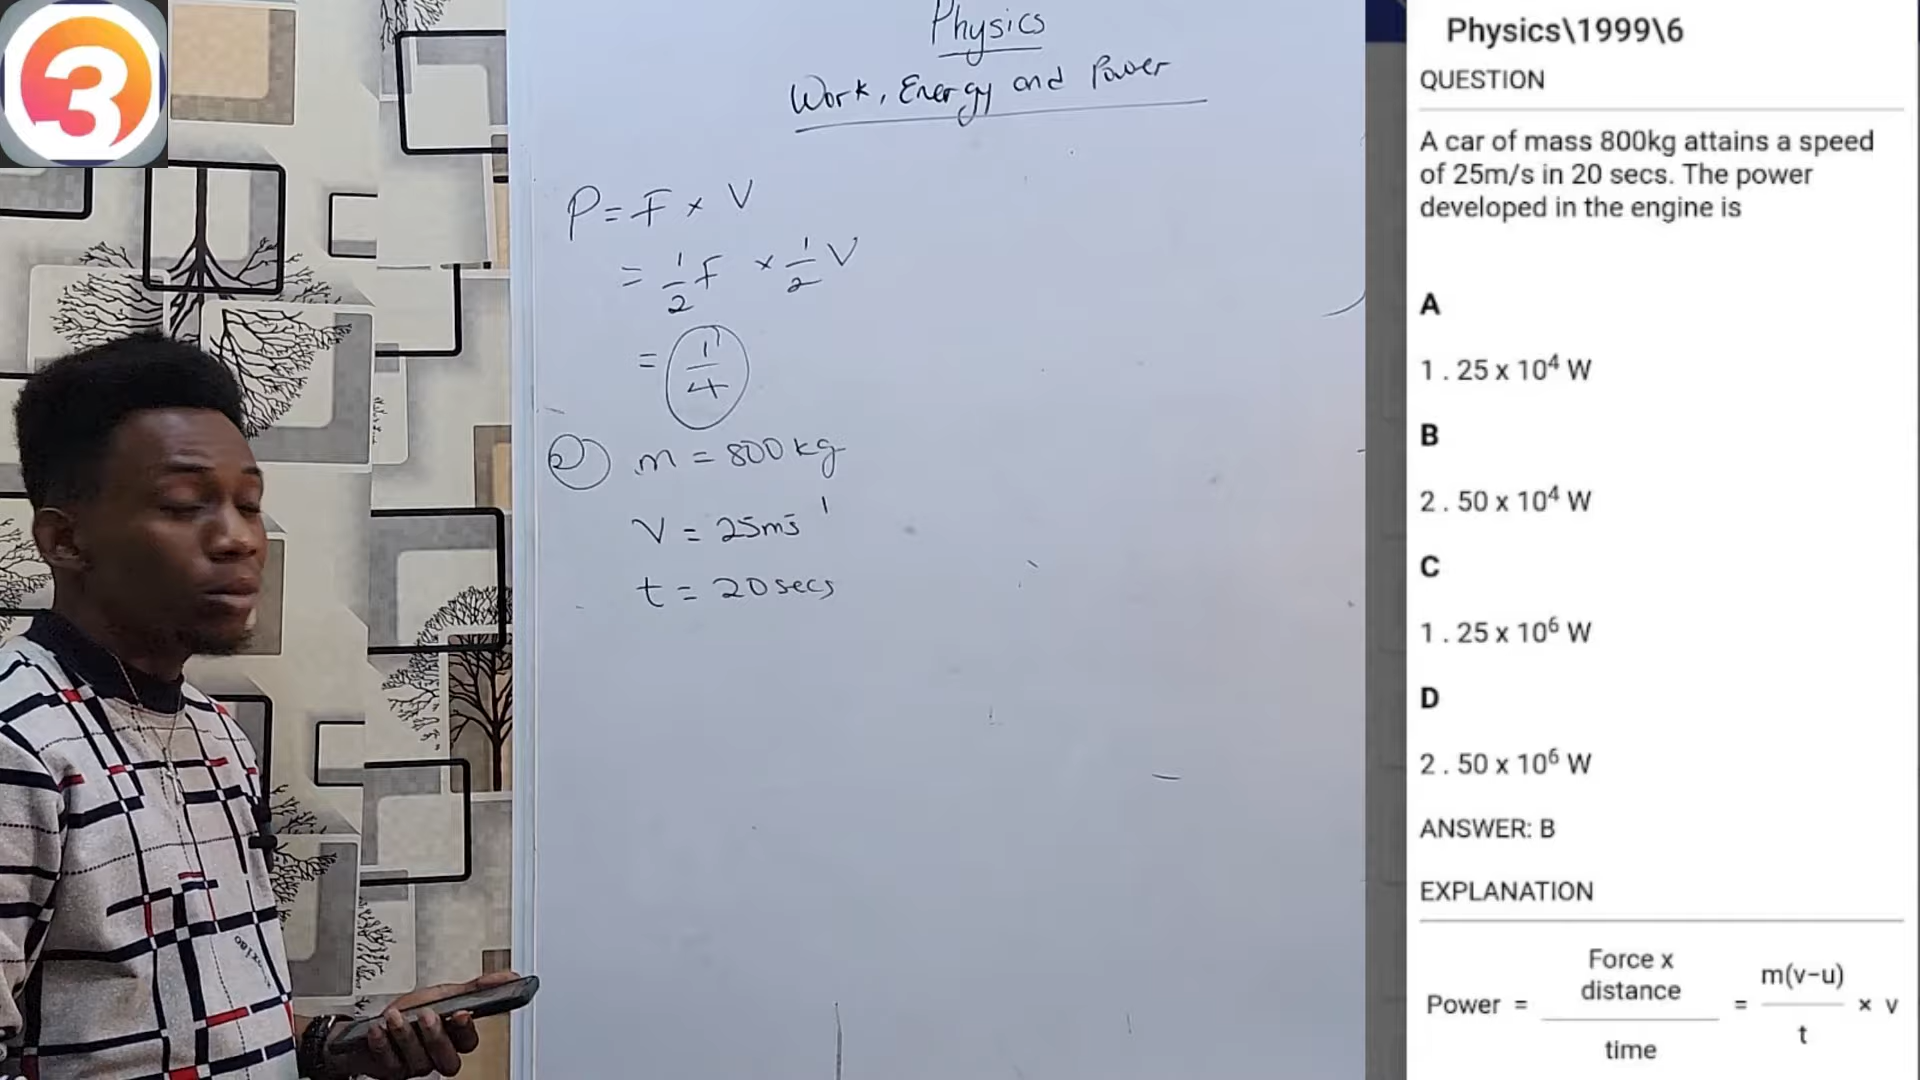 3
Physics
Work, Energy and Power
P = F × V
= 1/2 F × 1/2 V
= 1/4
2 m = 800 kg
V = 25ms⁻¹
t = 20 secs
Physics\1999\6
QUESTION
A car of mass 800kg attains a speed
of 25m/s in 20 secs. The power
developed in the engine is
A
1 . 25 x 10⁴ W
B
2 . 50 x 10⁴ W
C
1 . 25 x 10⁶ W
D
2 . 50 x 10⁶ W
ANSWER: B
EXPLANATION
Power = Force x distance / time = m(v−u) / t × v